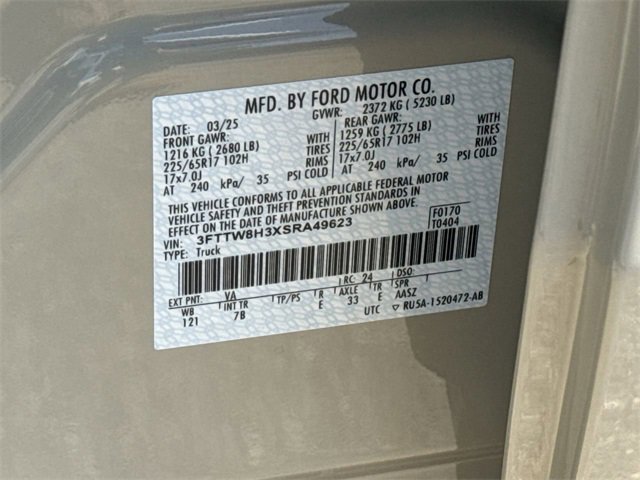 MFD. BY FORD MOTOR CO.
DATE: 03/25 GVWR: 2372 KG ( 5230 LB)
FRONT GAWR: REAR GAWR:
1216 KG ( 2680 LB) WITH 1259 KG ( 2775 LB) WITH
225/65R17 102H TIRES 225/65R17 102H TIRES
17x7.0J RIMS 17x7.0J RIMS
AT 240 kPa/ 35 PSI COLD AT 240 kPa/ 35 PSI COLD
THIS VEHICLE CONFORMS TO ALL APPLICABLE FEDERAL MOTOR
VEHICLE SAFETY AND THEFT PREVENTION STANDARDS
IN EFFECT ON THE DATE OF MANUFACTURE SHOWN ABOVE.
VIN: 3FTTW8H3XSRA49623 F0170
TYPE: Truck T0404
EXT PNT: VA RC: 24 DSO:
WB INT TR TP/PS R AXLE TR SPR
121 7B E 33 E AASZ
UTC ▽ RU5A-1520472-AB